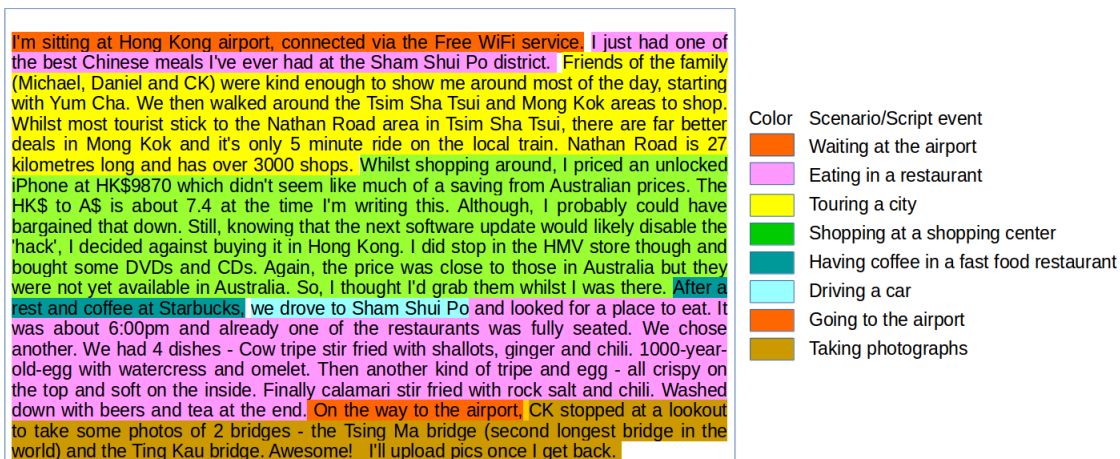 I'm sitting at Hong Kong airport, connected via the Free WiFi service. I just had one of
the best Chinese meals I've ever had at the Sham Shui Po district. Friends of the family
(Michael, Daniel and CK) were kind enough to show me around most of the day, starting
with Yum Cha. We then walked around the Tsim Sha Tsui and Mong Kok areas to shop.
Whilst most tourist stick to the Nathan Road area in Tsim Sha Tsui, there are far better
deals in Mong Kok and it's only 5 minute ride on the local train. Nathan Road is 27
kilometres long and has over 3000 shops. Whilst shopping around, I priced an unlocked
iPhone at HK$9870 which didn't seem like much of a saving from Australian prices. The
HK$ to A$ is about 7.4 at the time I'm writing this. Although, I probably could have
bargained that down. Still, knowing that the next software update would likely disable the
'hack', I decided against buying it in Hong Kong. I did stop in the HMV store though and
bought some DVDs and CDs. Again, the price was close to those in Australia but they
were not yet available in Australia. So, I thought I'd grab them whilst I was there. After a
rest and coffee at Starbucks, we drove to Sham Shui Po and looked for a place to eat. It
was about 6:00pm and already one of the restaurants was fully seated. We chose
another. We had 4 dishes - Cow tripe stir fried with shallots, ginger and chili. 1000-year-
old-egg with watercress and omelet. Then another kind of tripe and egg - all crispy on
the top and soft on the inside. Finally calamari stir fried with rock salt and chili. Washed
down with beers and tea at the end. On the way to the airport, CK stopped at a lookout
to take some photos of 2 bridges - the Tsing Ma bridge (second longest bridge in the
world) and the Ting Kau bridge. Awesome! I'll upload pics once I get back.
Color Scenario/Script event
Waiting at the airport
Eating in a restaurant
Touring a city
Shopping at a shopping center
Having coffee in a fast food restaurant
Driving a car
Going to the airport
Taking photographs